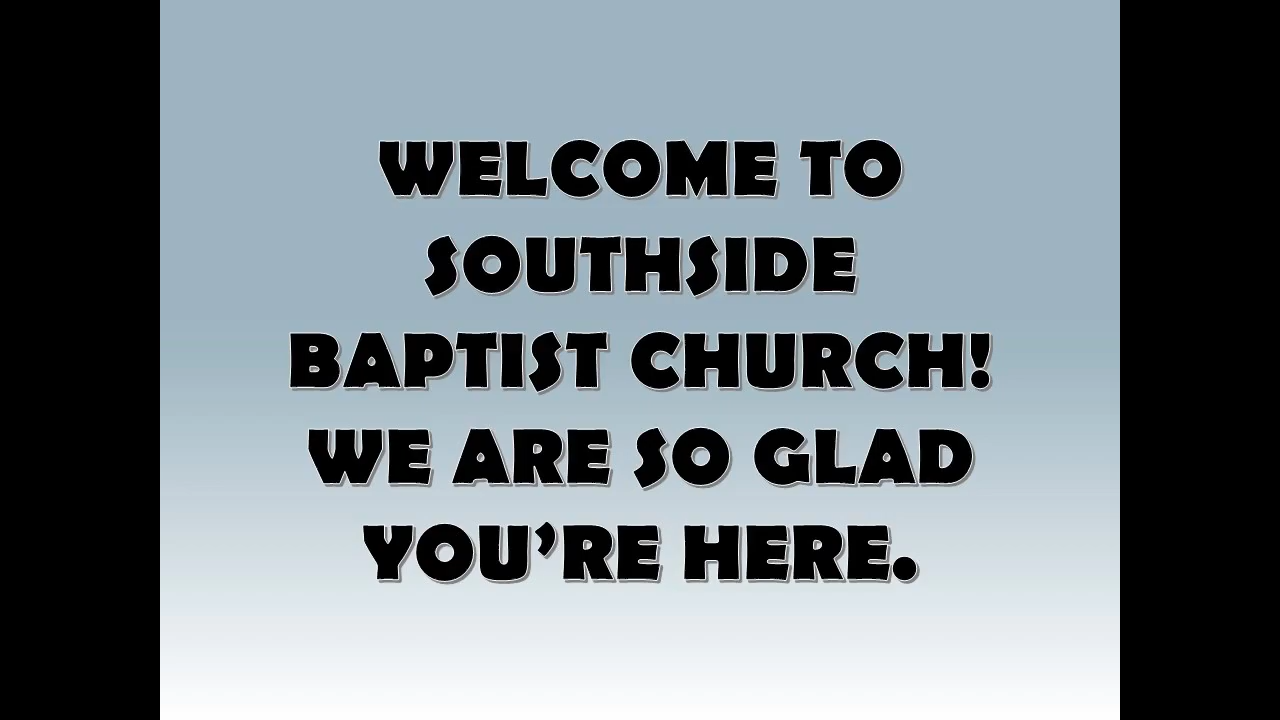 WELCOME TO
SOUTHSIDE
BAPTIST CHURCH!
WE ARE SO GLAD
YOU’RE HERE.